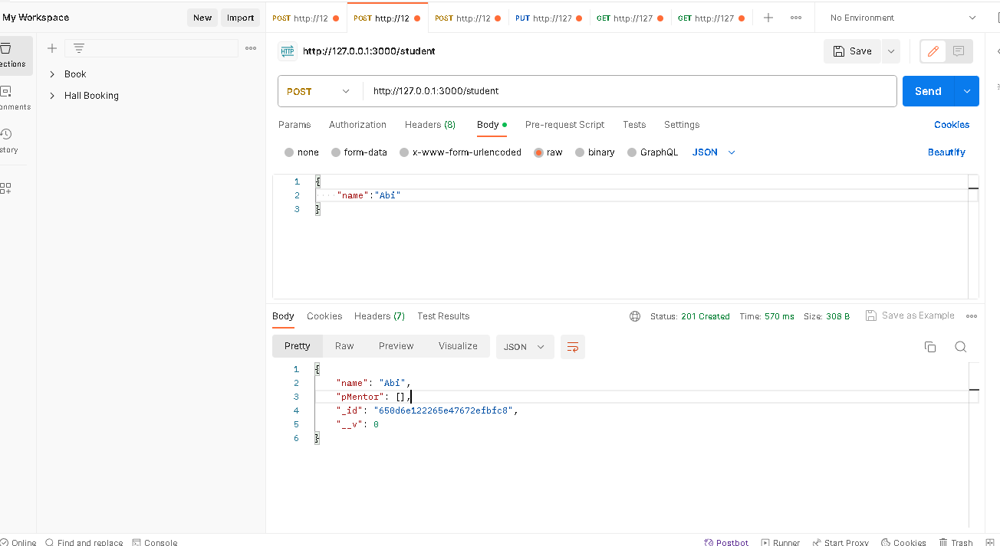 My Workspace
New
Import
POST http://12
POST http://12
POST http://12
PUT http://127
GET http://127
GET http://127
No Environment
ections
onments
story
Book
Hall Booking
HTTP
http://127.0.0.1:3000/student
Save
POST
http://127.0.0.1:3000/student
Send
Params
Authorization
Headers (8)
Body
Pre-request Script
Tests
Settings
Cookies
none
form-data
x-www-form-urlencoded
raw
binary
GraphQL
JSON
Beautify
1 {
2 "name":"Abi"
3 }
Body
Cookies
Headers (7)
Test Results
Status: 201 Created
Time: 570 ms
Size: 308 B
Save as Example
Pretty
Raw
Preview
Visualize
JSON
1 {
2 "name": "Abi",
3 "pMentor": [],
4 "_id": "650d6e122265e47672efbfc8",
5 "__v": 0
6 }
Online
Find and replace
Console
Postbot
Runner
Start Proxy
Cookies
Trash